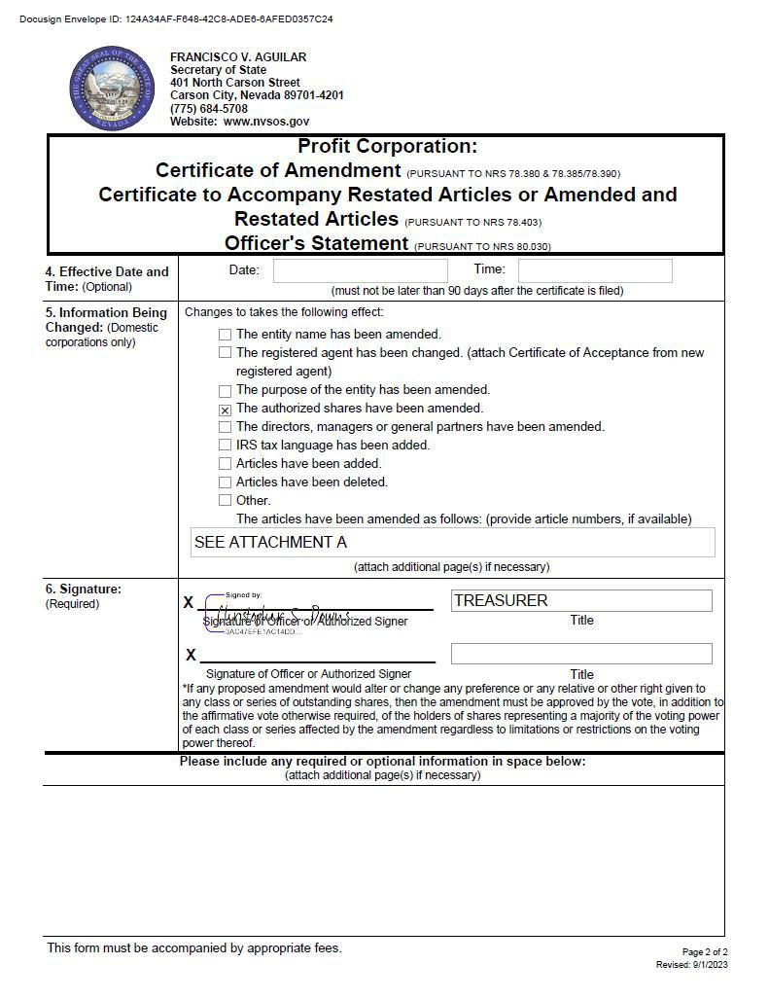 Docusign Envelope ID: 124A34AF-F648-42C8-ADE6-6AFED0357C24
THE GREAT SEAL OF THE STATE OF
NEVADA
FRANCISCO V. AGUILAR
Secretary of State
401 North Carson Street
Carson City, Nevada 89701-4201
(775) 684-5708
Website: www.nvsos.gov
Profit Corporation:
Certificate of Amendment (PURSUANT TO NRS 78.380 & 78.385/78.390)
Certificate to Accompany Restated Articles or Amended and
Restated Articles (PURSUANT TO NRS 78.403)
Officer's Statement (PURSUANT TO NRS 80.030)
4. Effective Date and
Time: (Optional)
Date:
Time:
(must not be later than 90 days after the certificate is filed)
5. Information Being
Changed: (Domestic
corporations only)
Changes to takes the following effect:
The entity name has been amended.
The registered agent has been changed. (attach Certificate of Acceptance from new
registered agent)
The purpose of the entity has been amended.
☒ The authorized shares have been amended.
The directors, managers or general partners have been amended.
IRS tax language has been added.
Articles have been added.
Articles have been deleted.
Other.
The articles have been amended as follows: (provide article numbers, if available)
SEE ATTACHMENT A
(attach additional page(s) if necessary)
6. Signature:
(Required)
Signed by:
X Christopher S. Downs
Signature of Officer or Authorized Signer
3AC47EFE1AC14DD...
TREASURER
Title
X
Signature of Officer or Authorized Signer
Title
*If any proposed amendment would alter or change any preference or any relative or other right given to
any class or series of outstanding shares, then the amendment must be approved by the vote, in addition to
the affirmative vote otherwise required, of the holders of shares representing a majority of the voting power
of each class or series affected by the amendment regardless to limitations or restrictions on the voting
power thereof.
Please include any required or optional information in space below:
(attach additional page(s) if necessary)
This form must be accompanied by appropriate fees.
Page 2 of 2
Revised: 9/1/2023